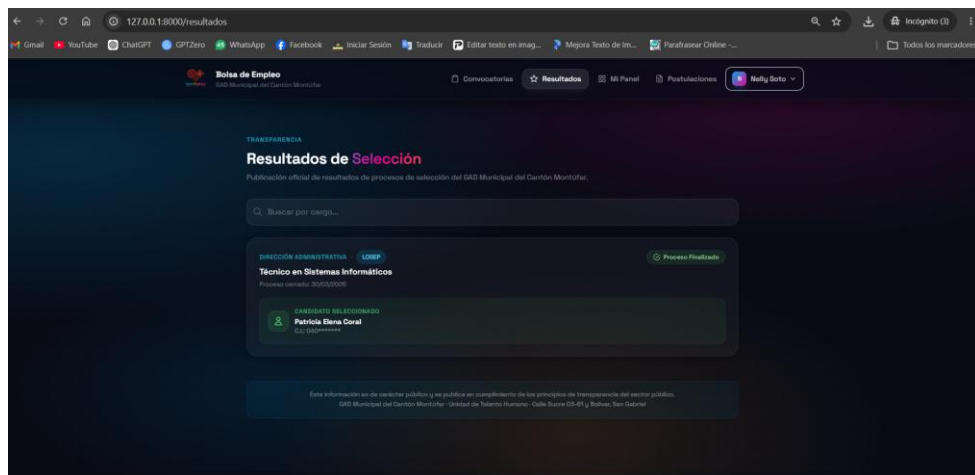 127.0.0.1:8000/resultados
Incógnito (3)
Gmail
YouTube
ChatGPT
GPTZero
WhatsApp
Facebook
Iniciar Sesión
Traducir
Editar texto en imag...
Mejora Texto de Im...
Parafrasear Online -...
Todos los marcadores
Bolsa de Empleo
GAD Municipal del Cantón Montúfar
Convocatorias
Resultados
Mi Panel
Postulaciones
N
Nelly Soto
TRANSPARENCIA
Resultados de Selección
Publicación oficial de resultados de procesos de selección del GAD Municipal del Cantón Montúfar.
Buscar por cargo...
DIRECCIÓN ADMINISTRATIVA · LOSEP
Proceso Finalizado
Técnico en Sistemas Informáticos
Proceso cerrado: 30/03/2026
CANDIDATO SELECCIONADO
Patricia Elena Coral
C.I.: 040*******
Esta información es de carácter público y se publica en cumplimiento de los principios de transparencia del sector público.
GAD Municipal del Cantón Montúfar · Unidad de Talento Humano · Calle Sucre 03-61 y Bolívar, San Gabriel